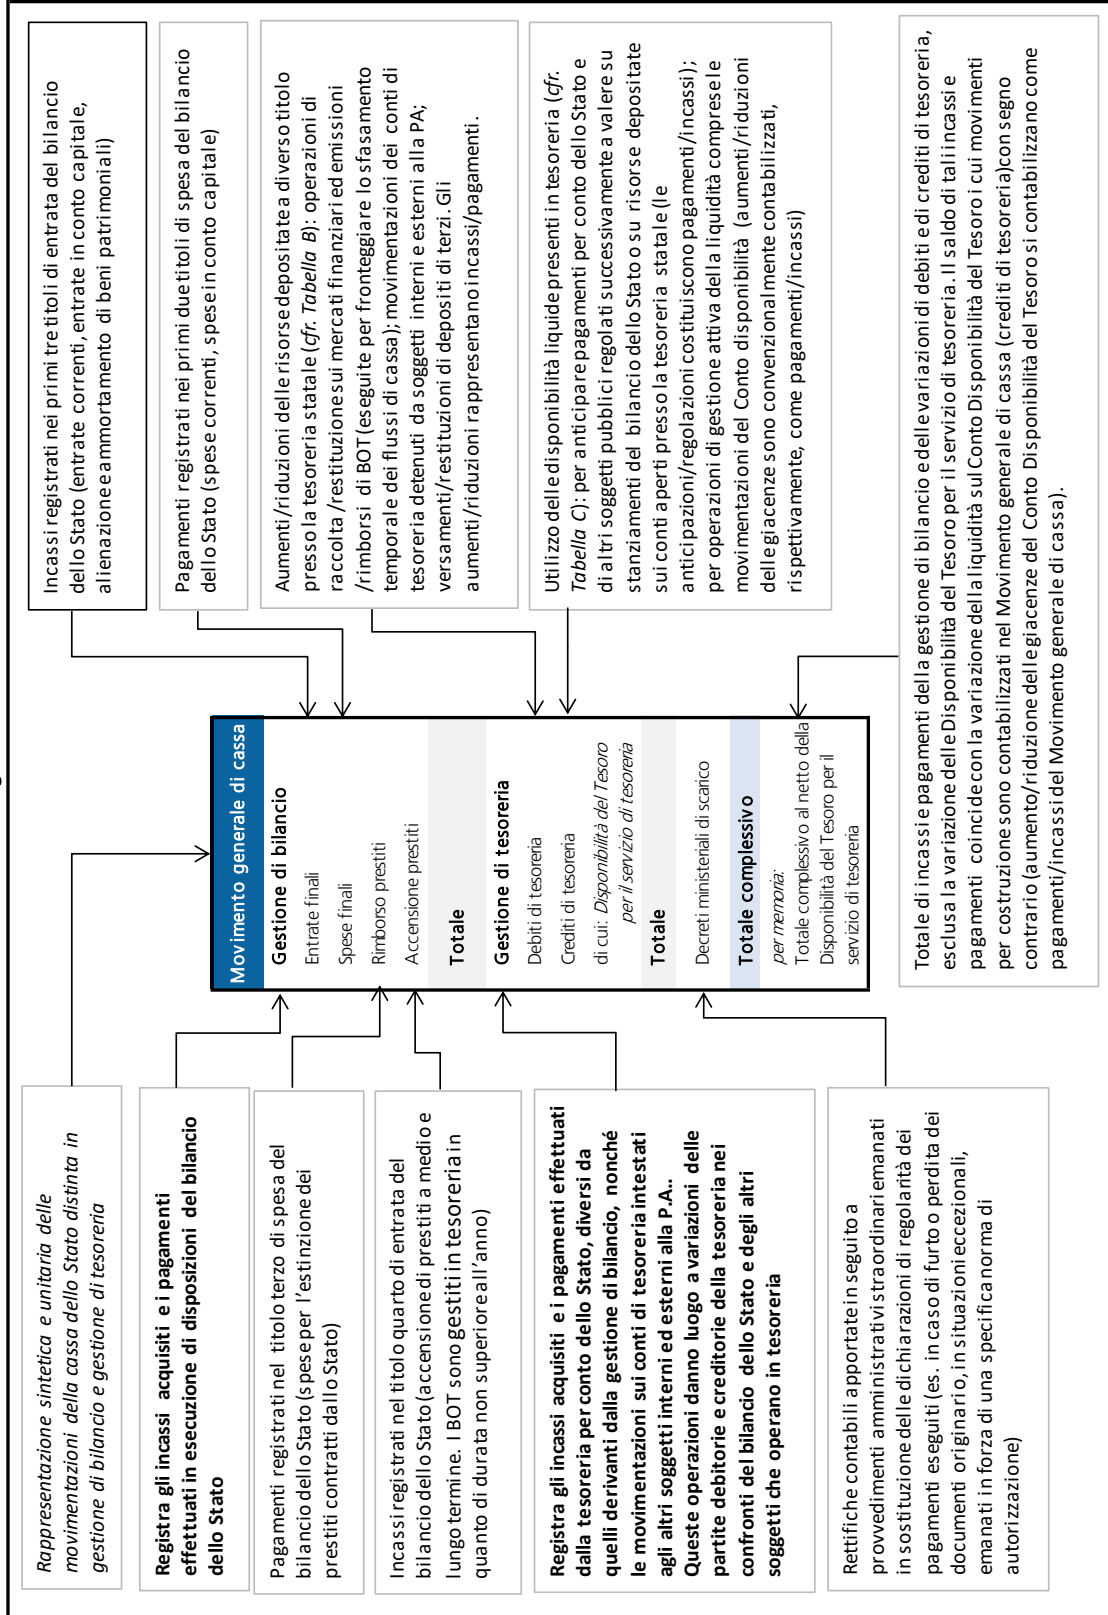 Rappresentazione sintetica e unitaria delle
movimentazioni della cassa dello Stato distinta in
gestione di bilancio e gestione di tesoreria
Registra gli incassi acquisiti e i pagamenti
effettuati in esecuzione di disposizioni del bilancio
dello Stato
Pagamenti registrati nel titolo terzo di spesa del
bilancio dello Stato (spese per l'estinzione dei
prestiti contratti dallo Stato)
Incassi registrati nel titolo quarto di entrata del
bilancio dello Stato (accensione di prestiti a medio e
lungo termine. I BOT sono gestiti in tesoreria in
quanto di durata non superiore all'anno)
Registra gli incassi acquisiti e i pagamenti effettuati
dalla tesoreria per conto dello Stato, diversi da
quelli derivanti dalla gestione di bilancio, nonché
le movimentazioni sui conti di tesoreria intestati
agli altri soggetti interni ed esterni alla P.A..
Queste operazioni danno luogo a variazioni delle
partite debitorie e creditorie della tesoreria nei
confronti del bilancio dello Stato e degli altri
soggetti che operano in tesoreria
Rettifiche contabili apportate in seguito a
provvedimenti amministrativi straordinari emanati
in sostituzione delle dichiarazioni di regolarità dei
pagamenti eseguiti (es. in caso di furto o perdita dei
documenti originario, in situazioni eccezionali,
emanati in forza di una specifica norma di
autorizzazione)
Movimento generale di cassa
Gestione di bilancio
Entrate finali
Spese finali
Rimborso prestiti
Accensione prestiti
Totale
Gestione di tesoreria
Debiti di tesoreria
Crediti di tesoreria
di cui: Disponibilità del Tesoro
per il servizio di tesoreria
Totale
Decreti ministeriali di scarico
Totale complessivo
per memoria:
Totale complessivo al netto della
Disponibilità del Tesoro per il
servizio di tesoreria
Incassi registrati nei primi tre titoli di entrata del bilancio
dello Stato (entrate correnti, entrate in conto capitale,
alienazione e ammortamento di beni patrimoniali)
Pagamenti registrati nei primi due titoli di spesa del bilancio
dello Stato (spese correnti, spese in conto capitale)
Aumenti/riduzioni delle risorse depositate a diverso titolo
presso la tesoreria statale (cfr. Tabella B): operazioni di
raccolta /restituzione sui mercati finanziari ed emissioni
/rimborsi di BOT (eseguite per fronteggiare lo sfasamento
temporale dei flussi di cassa); movimentazioni dei conti di
tesoreria detenuti da soggetti interni e esterni alla PA;
versamenti/restituzioni di depositi di terzi. Gli
aumenti/riduzioni rappresentano incassi/pagamenti.
Utilizzo delle disponibilità liquide presenti in tesoreria (cfr.
Tabella C): per anticipare pagamenti per conto dello Stato e
di altri soggetti pubblici regolati successivamente a valere su
stanziamenti del bilancio dello Stato o su risorse depositate
sui conti aperti presso la tesoreria statale (le
anticipazioni/regolazioni costituiscono pagamenti/incassi);
per operazioni di gestione attiva della liquidità comprese le
movimentazioni del Conto disponibilità (aumenti/riduzioni
delle giacenze sono convenzionalmente contabilizzati,
rispettivamente, come pagamenti/incassi)
Totale di incassi e pagamenti della gestione di bilancio e delle variazioni di debiti e di crediti di tesoreria,
esclusa la variazione delle Disponibilità del Tesoro per il servizio di tesoreria. Il saldo di tali incassi e
pagamenti coincide con la variazione della liquidità sul Conto Disponibilità del Tesoro i cui movimenti
per costruzione sono contabilizzati nel Movimento generale di cassa (crediti di tesoreria)con segno
contrario (aumento/riduzione delle giacenze del Conto Disponibilità del Tesoro si contabilizzano come
pagamenti/incassi del Movimento generale di cassa).